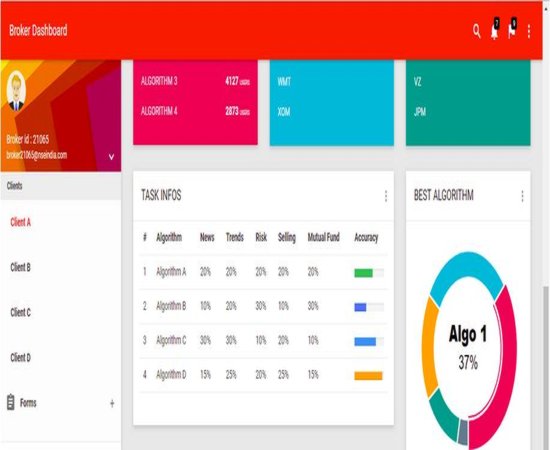 Broker Dashboard
ALGORITHM 3 4127 USERS
ALGORITHM 4 2873 USERS
WMT
XOM
VZ
JPM
Broker id : 21065
broker21065@nseindia.com
Clients
Client A
Client B
Client C
Client D
Forms +
TASK INFOS
# Algorithm News Trends Risk Selling Mutual Fund Accuracy
1 Algorithm A 20% 20% 20% 20% 20%
2 Algorithm B 10% 20% 30% 10% 30%
3 Algorithm C 30% 30% 10% 20% 10%
4 Algorithm D 15% 25% 20% 25% 15%
BEST ALGORITHM
Algo 1
37%